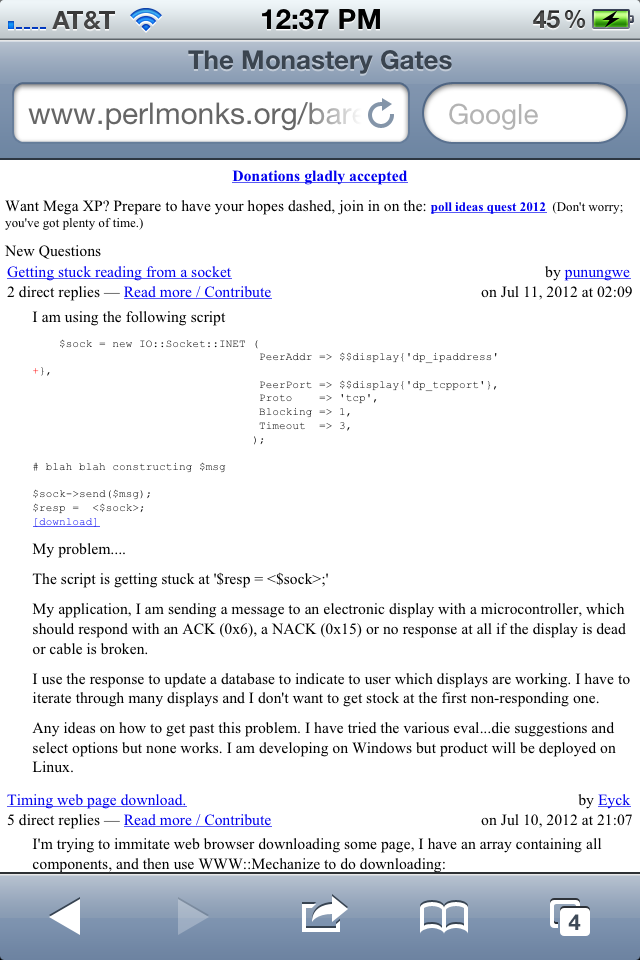 AT&T 12:37 PM 45 %
The Monastery Gates
www.perlmonks.org/bare Google
Donations gladly accepted
Want Mega XP? Prepare to have your hopes dashed, join in on the: poll ideas quest 2012 (Don't worry;
you've got plenty of time.)
New Questions
Getting stuck reading from a socket by punungwe
2 direct replies — Read more / Contribute on Jul 11, 2012 at 02:09
I am using the following script
$sock = new IO::Socket::INET (
PeerAddr => $$display{'dp_ipaddress'
+},
PeerPort => $$display{'dp_tcpport'},
Proto => 'tcp',
Blocking => 1,
Timeout => 3,
);
# blah blah constructing $msg
$sock->send($msg);
$resp = <$sock>;
[download]
My problem....
The script is getting stuck at '$resp = <$sock>;'
My application, I am sending a message to an electronic display with a microcontroller, which
should respond with an ACK (0x6), a NACK (0x15) or no response at all if the display is dead
or cable is broken.
I use the response to update a database to indicate to user which displays are working. I have to
iterate through many displays and I don't want to get stock at the first non-responding one.
Any ideas on how to get past this problem. I have tried the various eval...die suggestions and
select options but none works. I am developing on Windows but product will be deployed on
Linux.
Timing web page download. by Eyck
5 direct replies — Read more / Contribute on Jul 10, 2012 at 21:07
I'm trying to immitate web browser downloading some page, I have an array containing all
components, and then use WWW::Mechanize to do downloading:
4